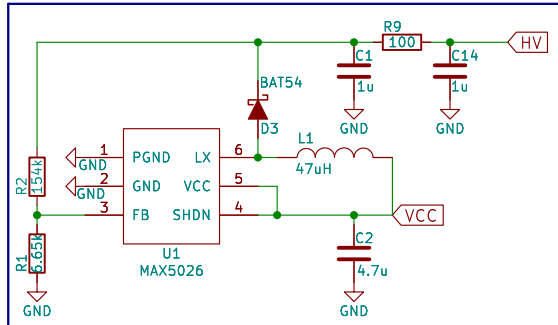 R9
100
HV
C1
1u
C14
1u
GND
GND
BAT54
D3
L1
47uH
1
PGND
LX
6
GND
2
GND
VCC
5
GND
3
FB
SHDN
4
VCC
R2
154k
R1
6.65k
GND
U1
MAX5026
C2
4.7u
GND